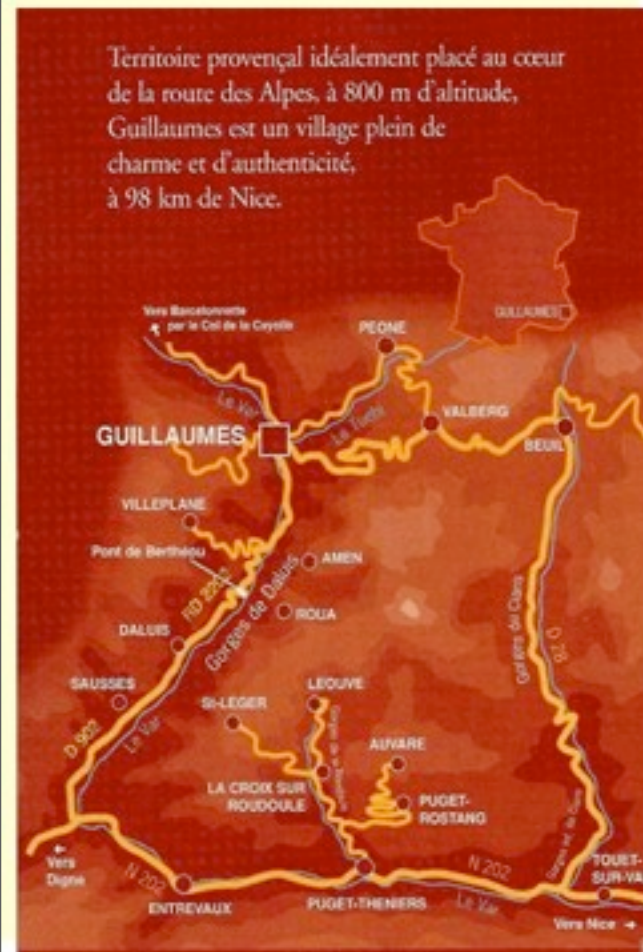 Territoire provençal idéalement placé au cœur
de la route des Alpes, à 800 m d'altitude,
Guillaumes est un village plein de
charme et d'authenticité,
à 98 km de Nice.
GUILLAUMES
Vers Barcelonnette
par le Col de la Cayolle
PEONE
Le Var
Le Tuébi
VALBERG
GUILLAUMES
BEUIL
VILLEPLANE
Pont de Berthéou
AMEN
RD 2202
Gorges de Daluis
ROUA
Gorges du Cians
D 28
DALUIS
SAUSSES
LEOUVE
St-LEGER
D 902
Le Var
AUVARE
LA CROIX SUR
ROUDOULE
PUGET-
ROSTANG
Vers
Digne
N 202
N 202
TOUET-
SUR-VA
ENTREVAUX
PUGET-THENIERS
Le Var
Vers Nice